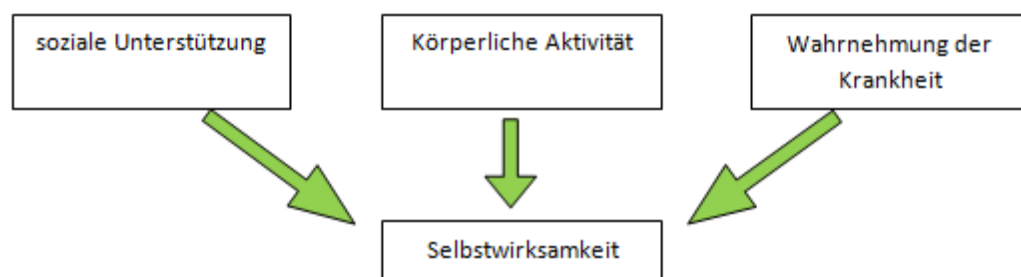 soziale Unterstützung
Körperliche Aktivität
Wahrnehmung der
Krankheit
Selbstwirksamkeit